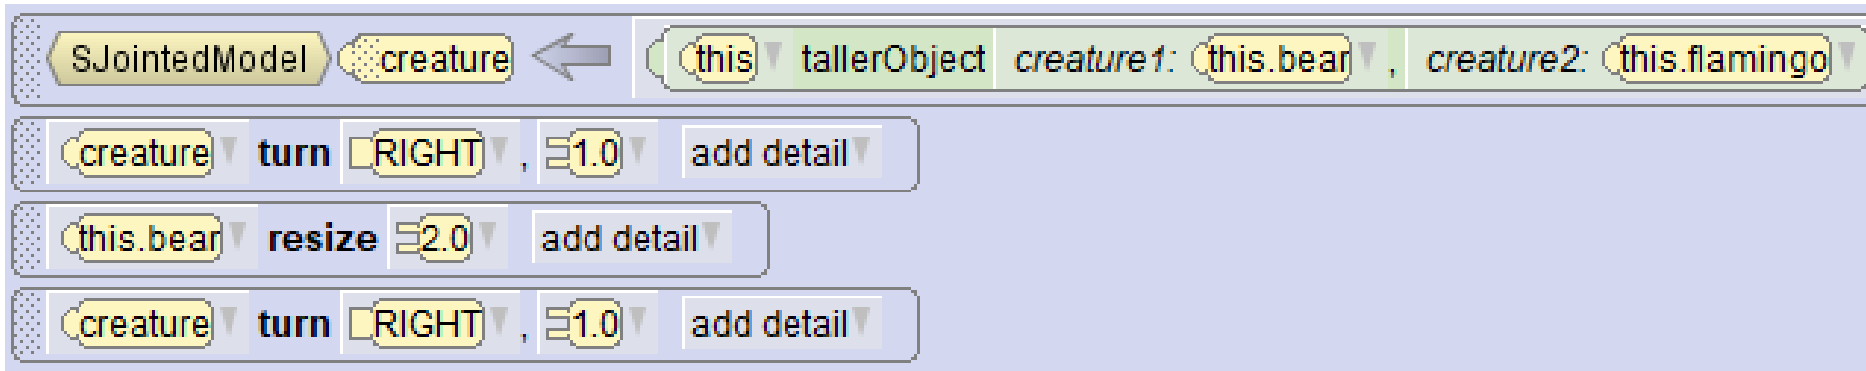 SJointedModel creature this tallerObject creature1: this.bear , creature2: this.flamingo
creature turn RIGHT , 1.0 add detail
this.bear resize 2.0 add detail
creature turn RIGHT , 1.0 add detail